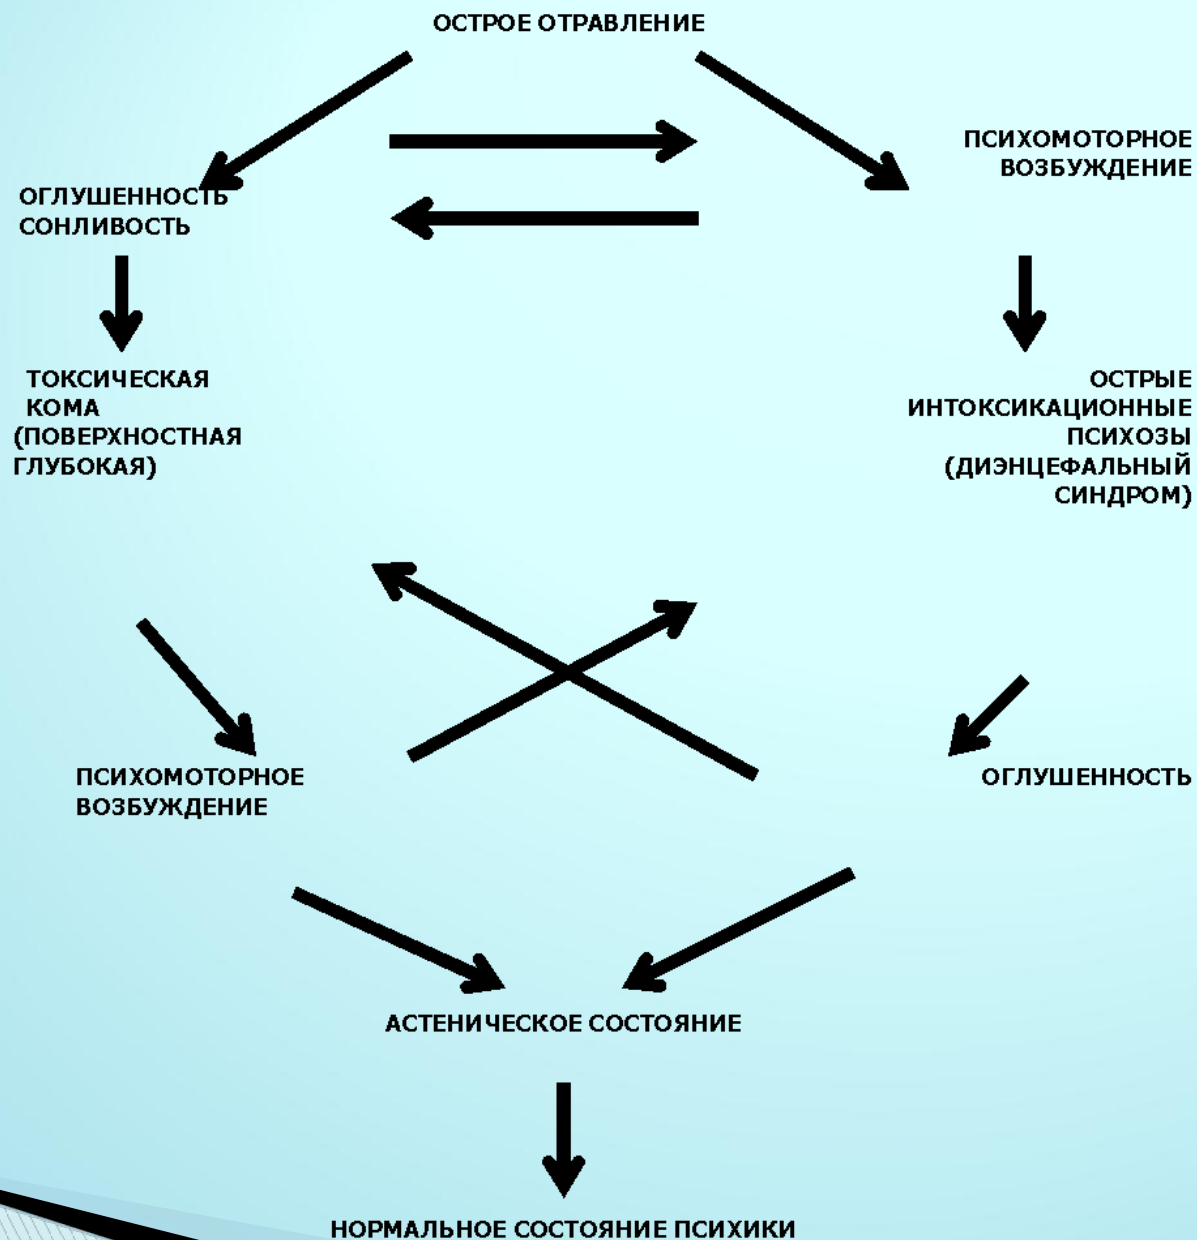 ОСТРОЕ ОТРАВЛЕНИЕ
ПСИХОМОТОРНОЕ
ВОЗБУЖДЕНИЕ
ОГЛУШЕННОСТЬ
СОНЛИВОСТЬ
ТОКСИЧЕСКАЯ
КОМА
(ПОВЕРХНОСТНАЯ
ГЛУБОКАЯ)
ОСТРЫЕ
ИНТОКСИКАЦИОННЫЕ
ПСИХОЗЫ
(ДИЭНЦЕФАЛЬНЫЙ
СИНДРОМ)
ПСИХОМОТОРНОЕ
ВОЗБУЖДЕНИЕ
ОГЛУШЕННОСТЬ
АСТЕНИЧЕСКОЕ СОСТОЯНИЕ
НОРМАЛЬНОЕ СОСТОЯНИЕ ПСИХИКИ